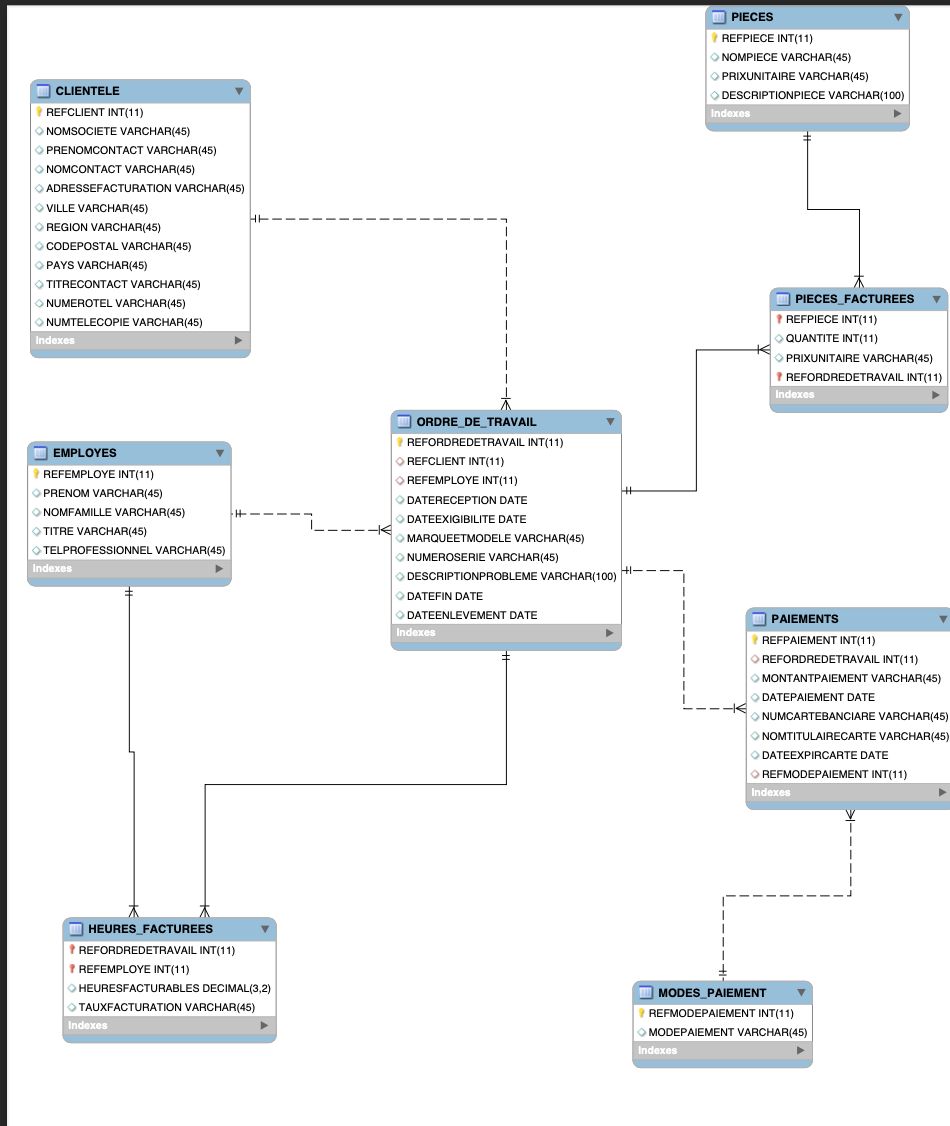 PIECES
REFPIECE INT(11)
NOMPIECE VARCHAR(45)
PRIXUNITAIRE VARCHAR(45)
DESCRIPTIONPIECE VARCHAR(100)
Indexes
CLIENTELE
REFCLIENT INT(11)
NOMSOCIETE VARCHAR(45)
PRENOMCONTACT VARCHAR(45)
NOMCONTACT VARCHAR(45)
ADRESSEFACTURATION VARCHAR(45)
VILLE VARCHAR(45)
REGION VARCHAR(45)
CODEPOSTAL VARCHAR(45)
PAYS VARCHAR(45)
TITRECONTACT VARCHAR(45)
NUMEROTEL VARCHAR(45)
NUMTELECOPIE VARCHAR(45)
Indexes
PIECES_FACTUREES
REFPIECE INT(11)
QUANTITE INT(11)
PRIXUNITAIRE VARCHAR(45)
REFORDREDETRAVAIL INT(11)
Indexes
ORDRE_DE_TRAVAIL
REFORDREDETRAVAIL INT(11)
REFCLIENT INT(11)
REFEMPLOYE INT(11)
DATERECEPTION DATE
DATEEXIGIBILITE DATE
MARQUEETMODELE VARCHAR(45)
NUMEROSERIE VARCHAR(45)
DESCRIPTIONPROBLEME VARCHAR(100)
DATEFIN DATE
DATEENLEVEMENT DATE
Indexes
EMPLOYES
REFEMPLOYE INT(11)
PRENOM VARCHAR(45)
NOMFAMILLE VARCHAR(45)
TITRE VARCHAR(45)
TELPROFESSIONNEL VARCHAR(45)
Indexes
PAIEMENTS
REFPAIEMENT INT(11)
REFORDREDETRAVAIL INT(11)
MONTANTPAIEMENT VARCHAR(45)
DATEPAIEMENT DATE
NUMCARTEBANCIARE VARCHAR(45)
NOMTITULAIRECARTE VARCHAR(45)
DATEEXPIRCARTE DATE
REFMODEPAIEMENT INT(11)
Indexes
HEURES_FACTUREES
REFORDREDETRAVAIL INT(11)
REFEMPLOYE INT(11)
HEURESFACTURABLES DECIMAL(3,2)
TAUXFACTURATION VARCHAR(45)
Indexes
MODES_PAIEMENT
REFMODEPAIEMENT INT(11)
MODEPAIEMENT VARCHAR(45)
Indexes